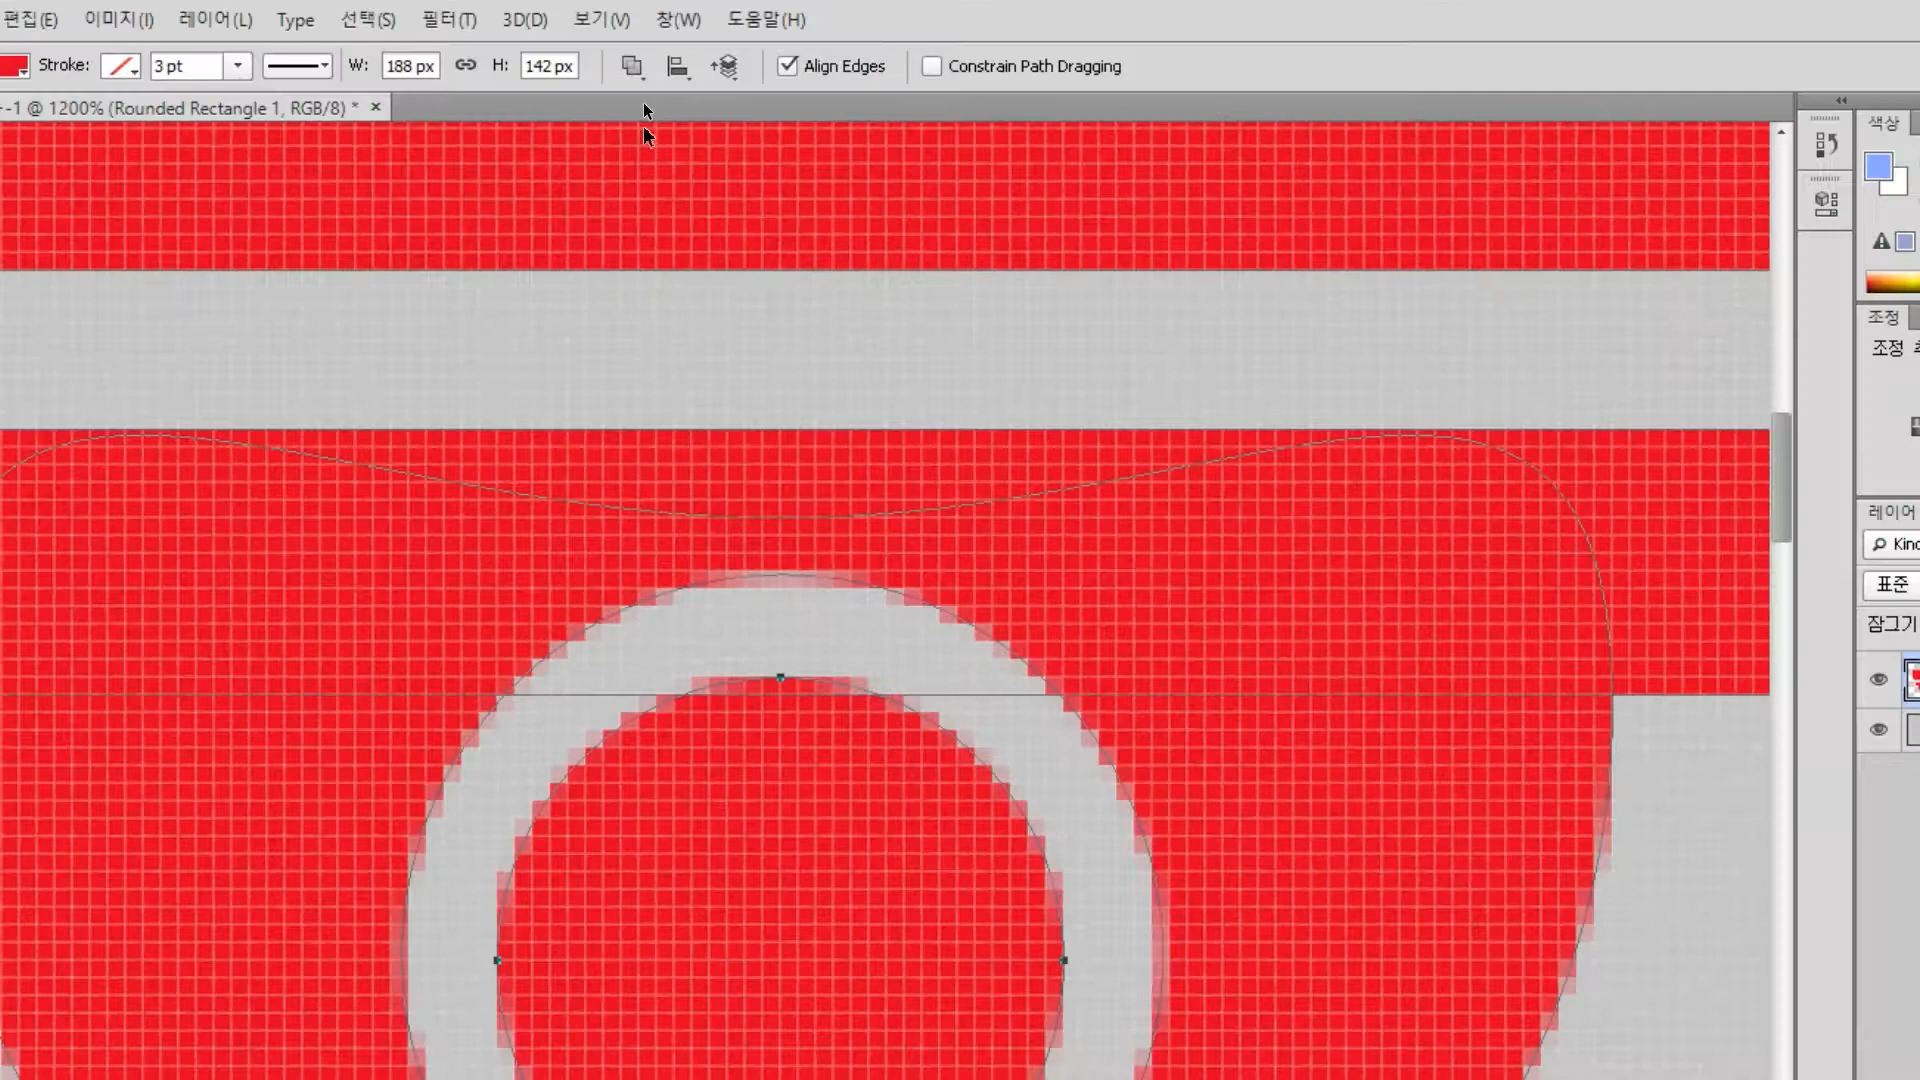 편집(E) 이미지(I) 레이어(L) Type 선택(S) 필터(T) 3D(D) 보기(V) 창(W) 도움말(H)
Stroke: 3 pt W: 188 px H: 142 px Align Edges Constrain Path Dragging
-1 @ 1200% (Rounded Rectangle 1, RGB/8) * ×
색상
조정
조정
레이어
Kind
표준
잠그기